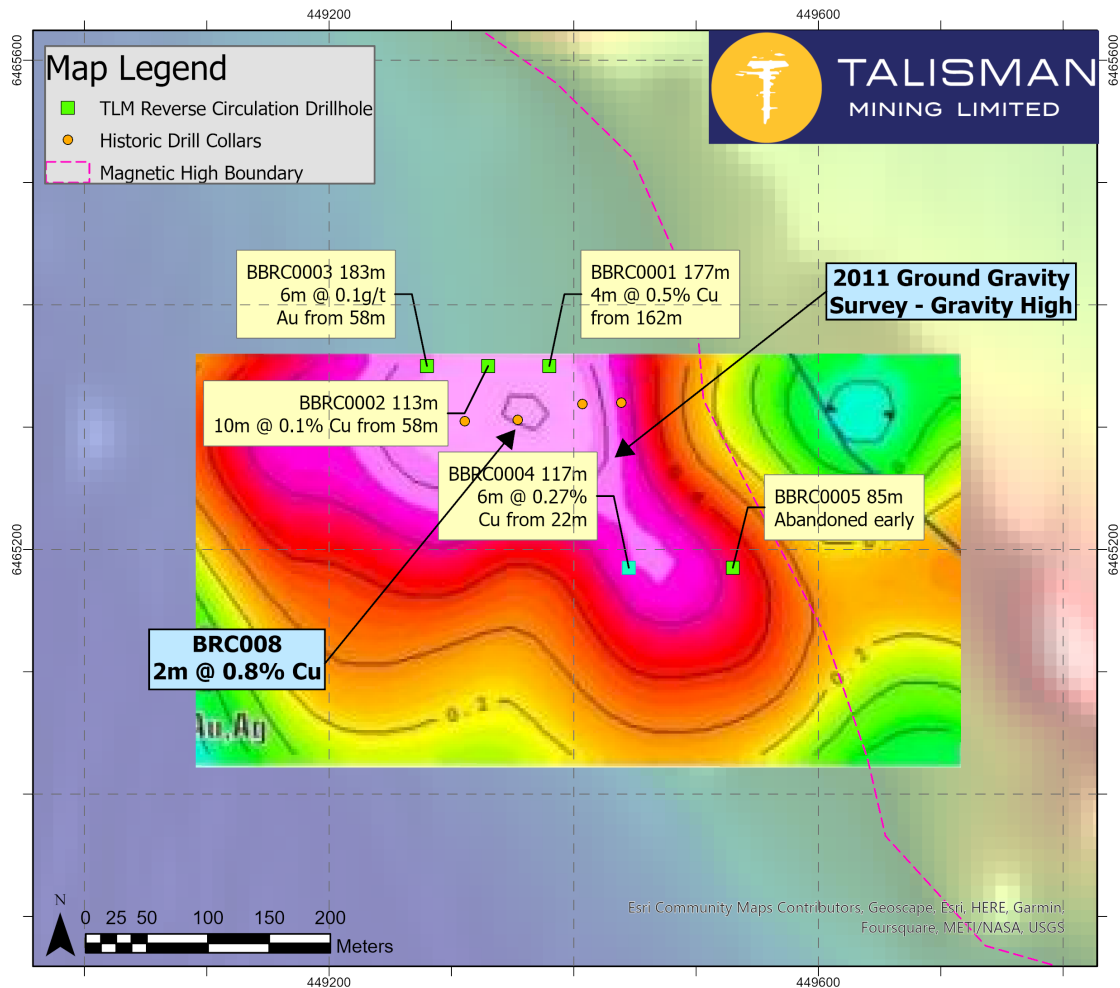 449200
449600
6465600
6465600
Map Legend
TLM Reverse Circulation Drillhole
Historic Drill Collars
Magnetic High Boundary
TALISMAN
MINING LIMITED
BBRC0003 183m
6m @ 0.1g/t
Au from 58m
BBRC0001 177m
4m @ 0.5% Cu
from 162m
2011 Ground Gravity
Survey - Gravity High
BBRC0002 113m
10m @ 0.1% Cu from 58m
BBRC0004 117m
6m @ 0.27%
Cu from 22m
BBRC0005 85m
Abandoned early
6465200
6465200
BRC008
2m @ 0.8% Cu
Au,Ag
N
0 25 50 100 150 200
Meters
Esri Community Maps Contributors, Geoscape, Esri, HERE, Garmin,
Foursquare, METI/NASA, USGS
449200
449600